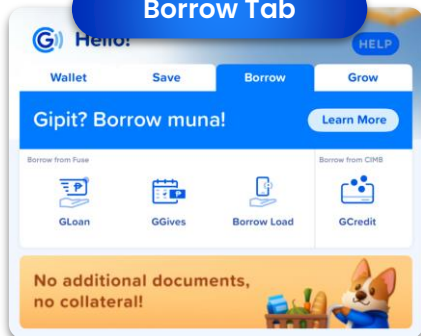 Borrow Tab
Hello!
HELP
Wallet Save Borrow Grow
Gipit? Borrow muna!
Learn More
Borrow from Fuse
Borrow from CIMB
GLoan GGives Borrow Load GCredit
No additional documents,
no collateral!